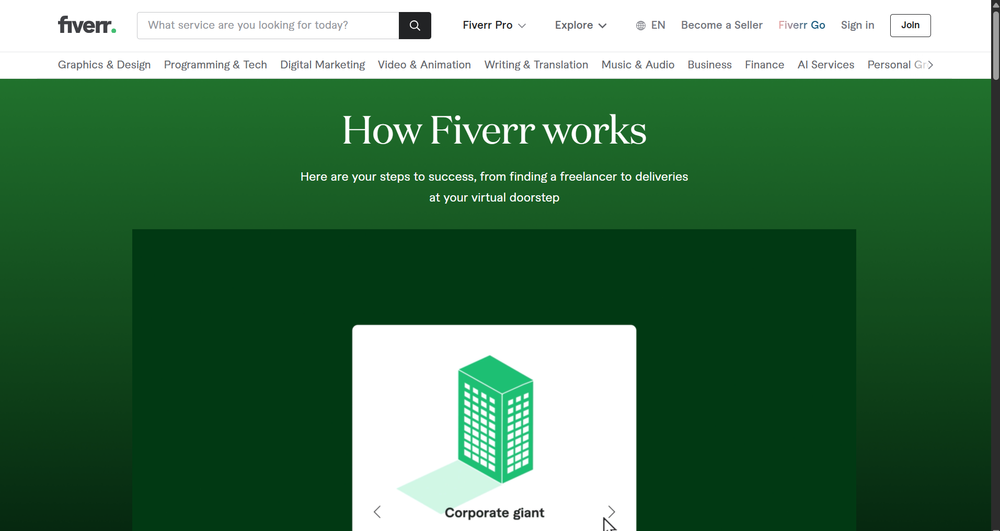 fiverr.
What service are you looking for today?
Fiverr Pro
Explore
EN
Become a Seller
Fiverr Go
Sign in
Join
Graphics & Design
Programming & Tech
Digital Marketing
Video & Animation
Writing & Translation
Music & Audio
Business
Finance
AI Services
Personal
How Fiverr works
Here are your steps to success, from finding a freelancer to deliveries
at your virtual doorstep
Corporate giant